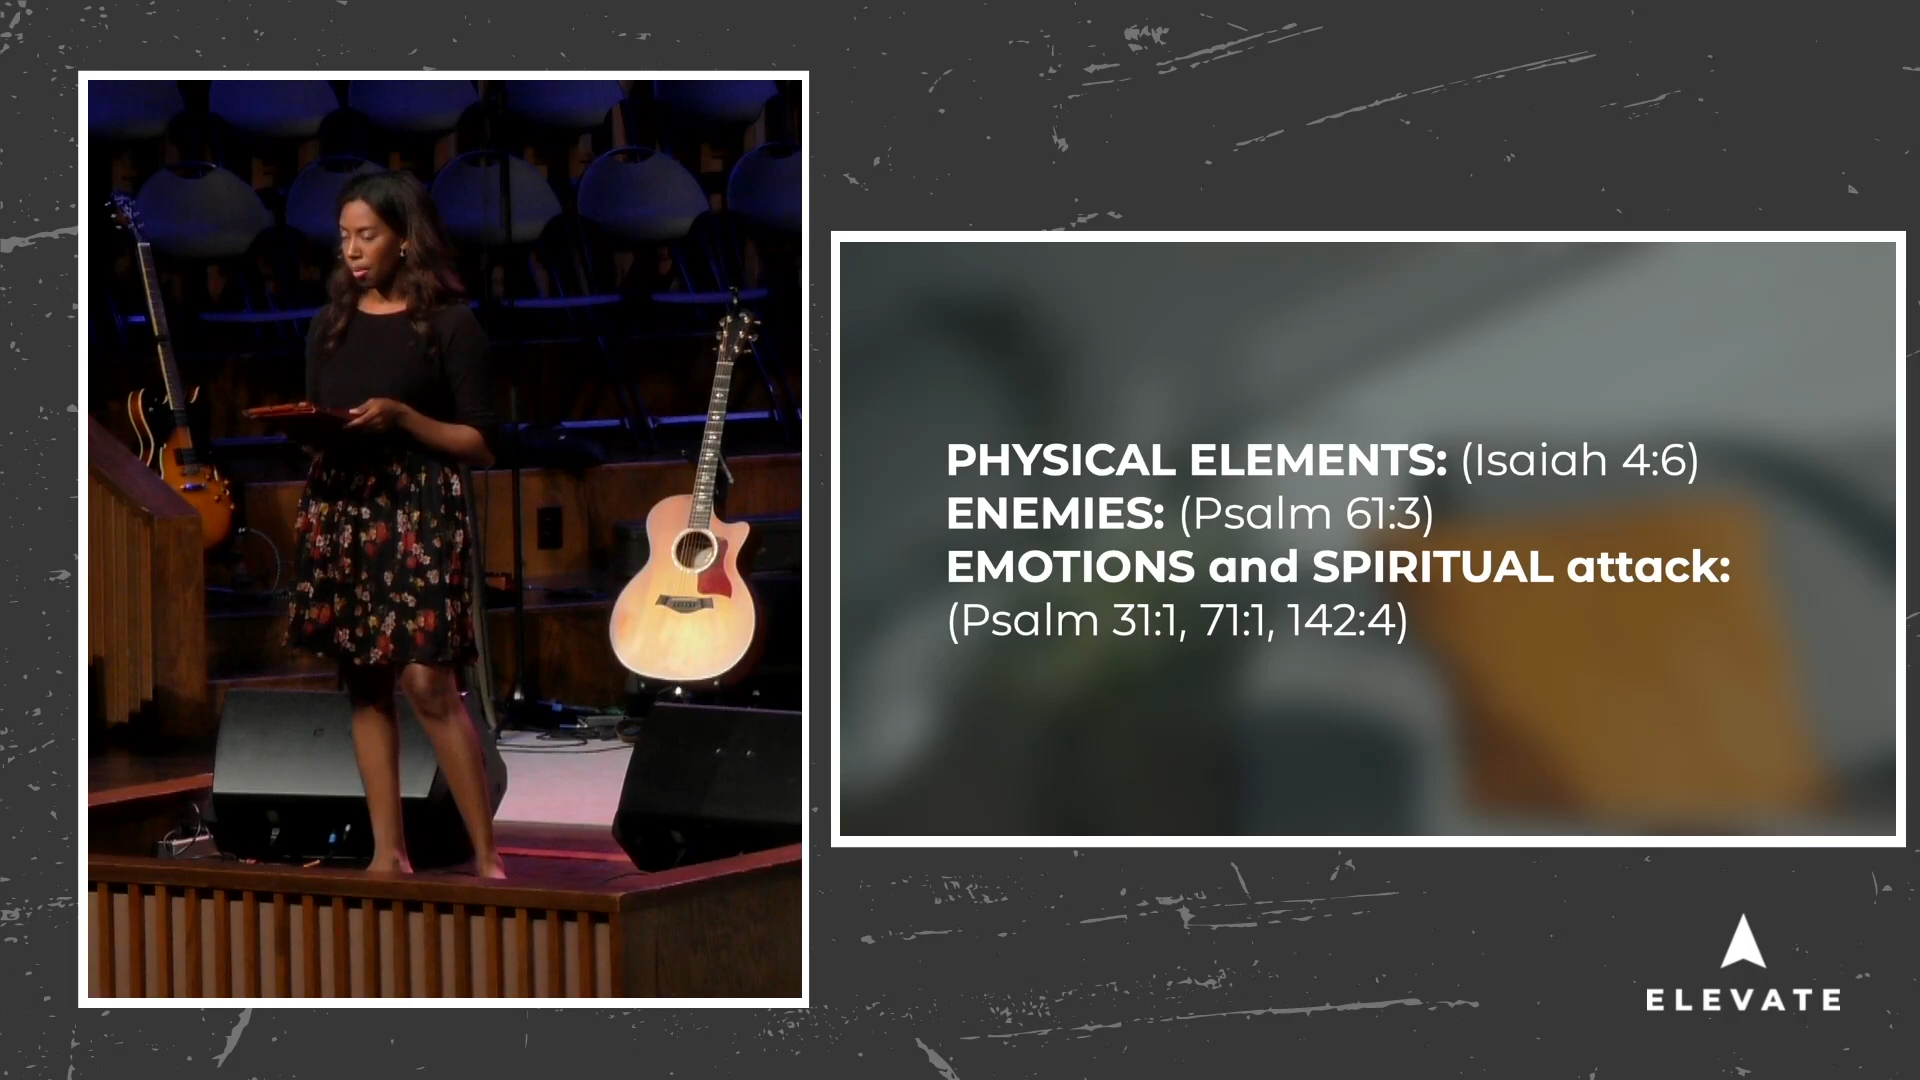 PHYSICAL ELEMENTS: (Isaiah 4:6)
ENEMIES: (Psalm 61:3)
EMOTIONS and SPIRITUAL attack:
(Psalm 31:1, 71:1, 142:4)
ELEVATE